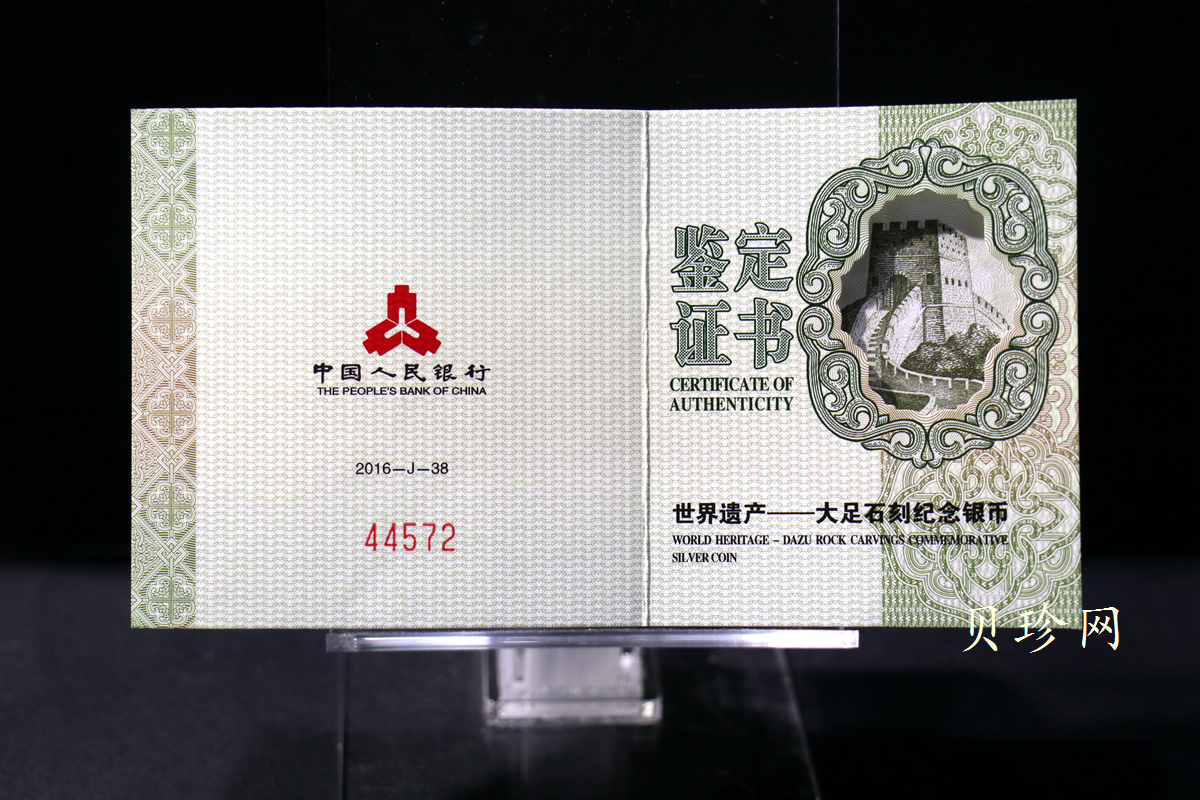 中国人民银行
THE PEOPLE'S BANK OF CHINA
2016—J—38
44572
鉴定
证书
CERTIFICATE OF
AUTHENTICITY
世界遗产——大足石刻纪念银币
WORLD HERITAGE – DAZU ROCK CARVINGS COMMEMORATIVE
SILVER COIN
贝珍网